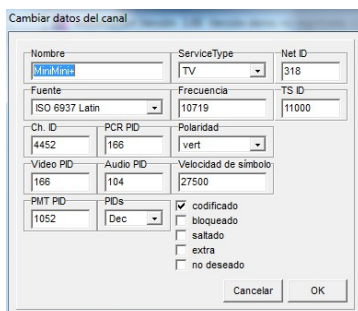 Cambiar datos del canal
Nombre ServiceType Net ID
MiniMini+ TV 318
Fuente Frecuencia TS ID
ISO 6937 Latin 10719 11000
Ch. ID PCR PID Polaridad
4452 166 vert
Video PID Audio PID Velocidad de símbolo
166 104 27500
PMT PID PIDs
1052 Dec
codificado
bloqueado
saltado
extra
no deseado
Cancelar OK